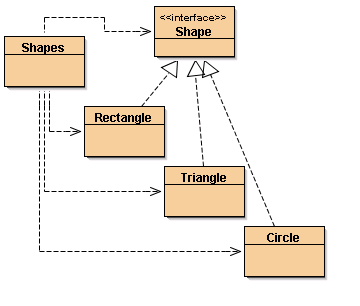 <<interface>>
Shape
Shapes
Rectangle
Triangle
Circle